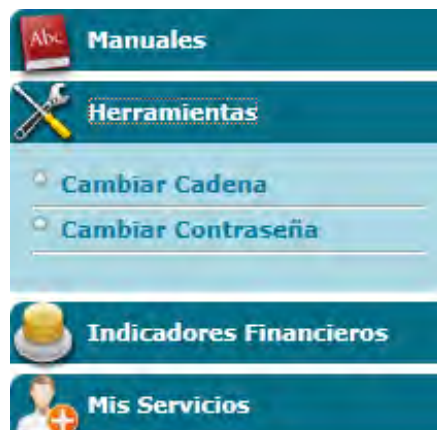 Abc
Manuales
Herramientas
Cambiar Cadena
Cambiar Contraseña
Indicadores Financieros
Mis Servicios